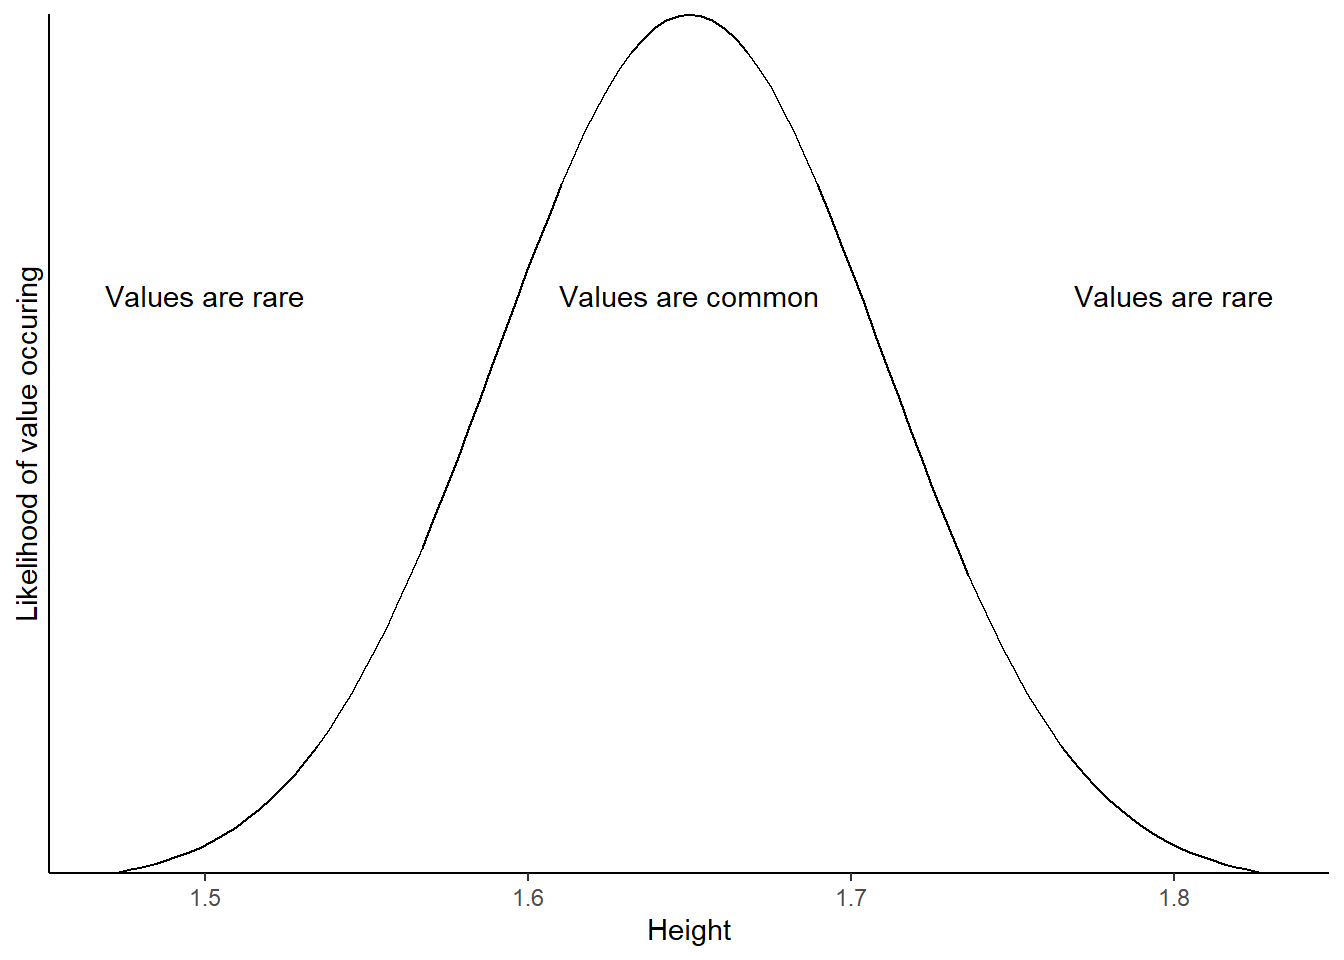 Values are rare
Values are common
Values are rare
Likelihood of value occuring
1.5
1.6
1.7
1.8
Height